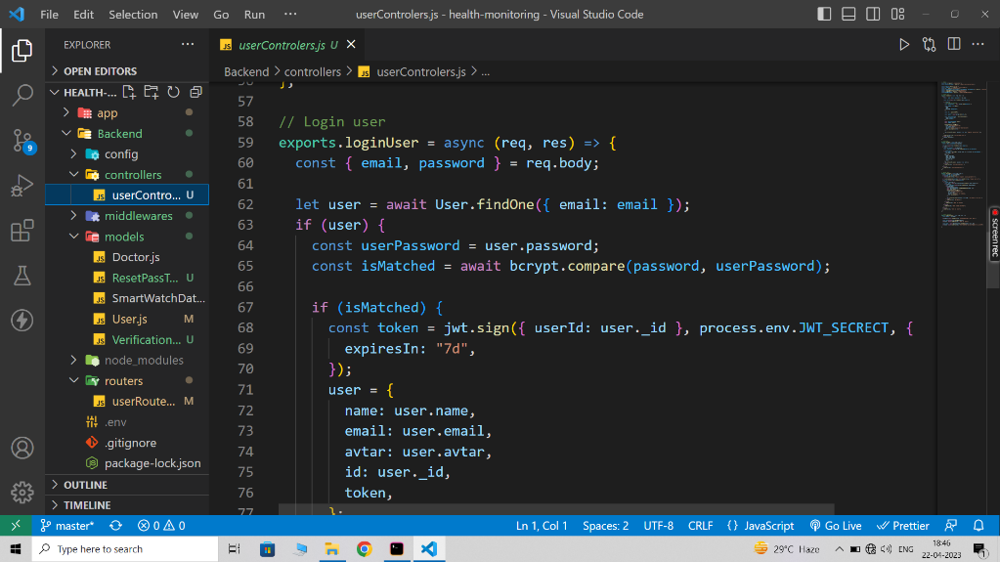 File Edit Selection View Go Run ··· userControlers.js - health-monitoring - Visual Studio Code
EXPLORER ···
OPEN EDITORS
HEALTH-...
app
Backend
config
controllers
userContro... U
middlewares
models
Doctor.js
ResetPassT... U
SmartWatchDat...
User.js M
Verification... U
node_modules
routers
userRoute... M
.env
.gitignore
package-lock.json
OUTLINE
TIMELINE
9
JS userControlers.js U
Backend > controllers > JS userControlers.js > ...
56 };
57
58 // Login user
59 exports.loginUser = async (req, res) => {
60 const { email, password } = req.body;
61
62 let user = await User.findOne({ email: email });
63 if (user) {
64 const userPassword = user.password;
65 const isMatched = await bcrypt.compare(password, userPassword);
66
67 if (isMatched) {
68 const token = jwt.sign({ userId: user._id }, process.env.JWT_SECRECT, {
69 expiresIn: "7d",
70 });
71 user = {
72 name: user.name,
73 email: user.email,
74 avtar: user.avtar,
75 id: user._id,
76 token,
77 };
screenrec
master* 0 0 Ln 1, Col 1 Spaces: 2 UTF-8 CRLF {} JavaScript Go Live Prettier
Type here to search 29°C Haze ENG 18:46 22-04-2023 1